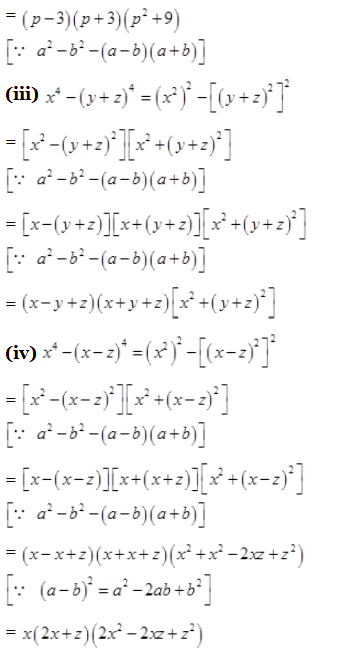 = (p−3)(p+3)(p²+9)
[∵ a²−b²−(a−b)(a+b)]
(iii) x⁴−(y+z)⁴ = (x²)²−[(y+z)²]²
= [x²−(y+z)²][x²+(y+z)²]
[∵ a²−b²−(a−b)(a+b)]
= [x−(y+z)][x+(y+z)][x²+(y+z)²]
[∵ a²−b²−(a−b)(a+b)]
= (x−y+z)(x+y+z)[x²+(y+z)²]
(iv) x⁴−(x−z)⁴ = (x²)²−[(x−z)²]²
= [x²−(x−z)²][x²+(x−z)²]
[∵ a²−b²−(a−b)(a+b)]
= [x−(x−z)][x+(x+z)][x²+(x−z)²]
[∵ a²−b²−(a−b)(a+b)]
= (x−x+z)(x+x+z)(x²+x²−2xz+z²)
[∵ (a−b)² = a²−2ab+b²]
= x(2x+z)(2x²−2xz+z²)